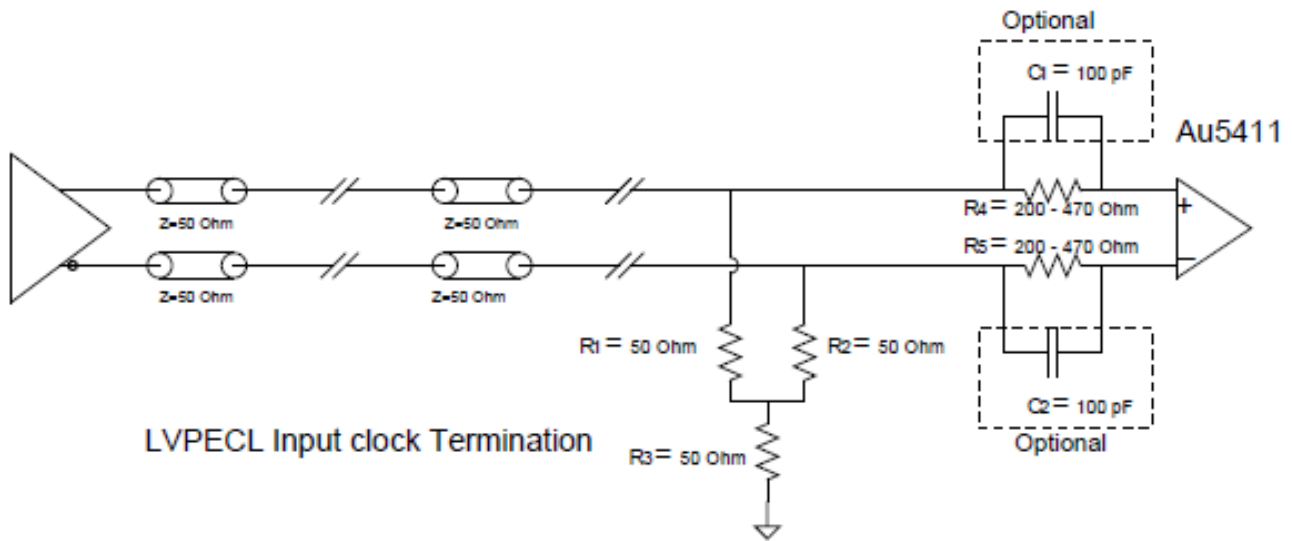 Optional
C1 = 100 pF
Au5411
Z=50 Ohm
Z=50 Ohm
R4 = 200 - 470 Ohm
+
R5 = 200 - 470 Ohm
−
Z=50 Ohm
Z=50 Ohm
R1 = 50 Ohm
R2 = 50 Ohm
C2 = 100 pF
Optional
LVPECL Input clock Termination
R3 = 50 Ohm